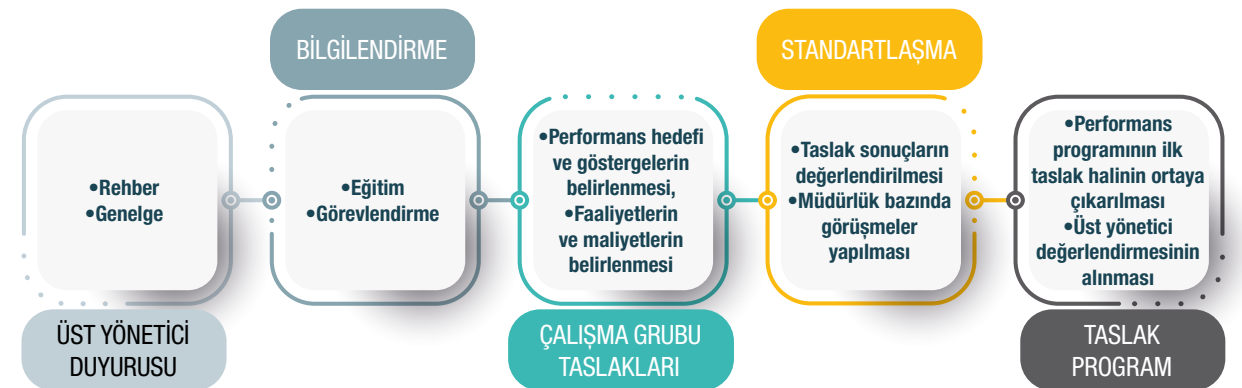 •Rehber
•Genelge
ÜST YÖNETİCİ
DUYURUSU
BİLGİLENDİRME
•Eğitim
•Görevlendirme
•Performans hedefi
ve göstergelerin
belirlenmesi,
•Faaliyetlerin
ve maliyetlerin
belirlenmesi
ÇALIŞMA GRUBU
TASLAKLARI
STANDARTLAŞMA
•Taslak sonuçların
değerlendirilmesi
•Müdürlük bazında
görüşmeler
yapılması
•Performans
programının ilk
taslak halinin ortaya
çıkarılması
•Üst yönetici
değerlendirmesinin
alınması
TASLAK
PROGRAM